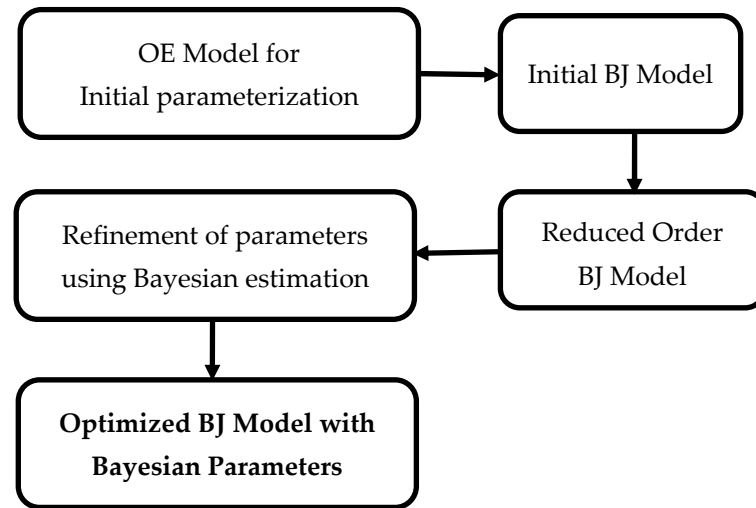 OE Model for
Initial parameterization
Initial BJ Model
Reduced Order
BJ Model
Refinement of parameters
using Bayesian estimation
Optimized BJ Model with
Bayesian Parameters